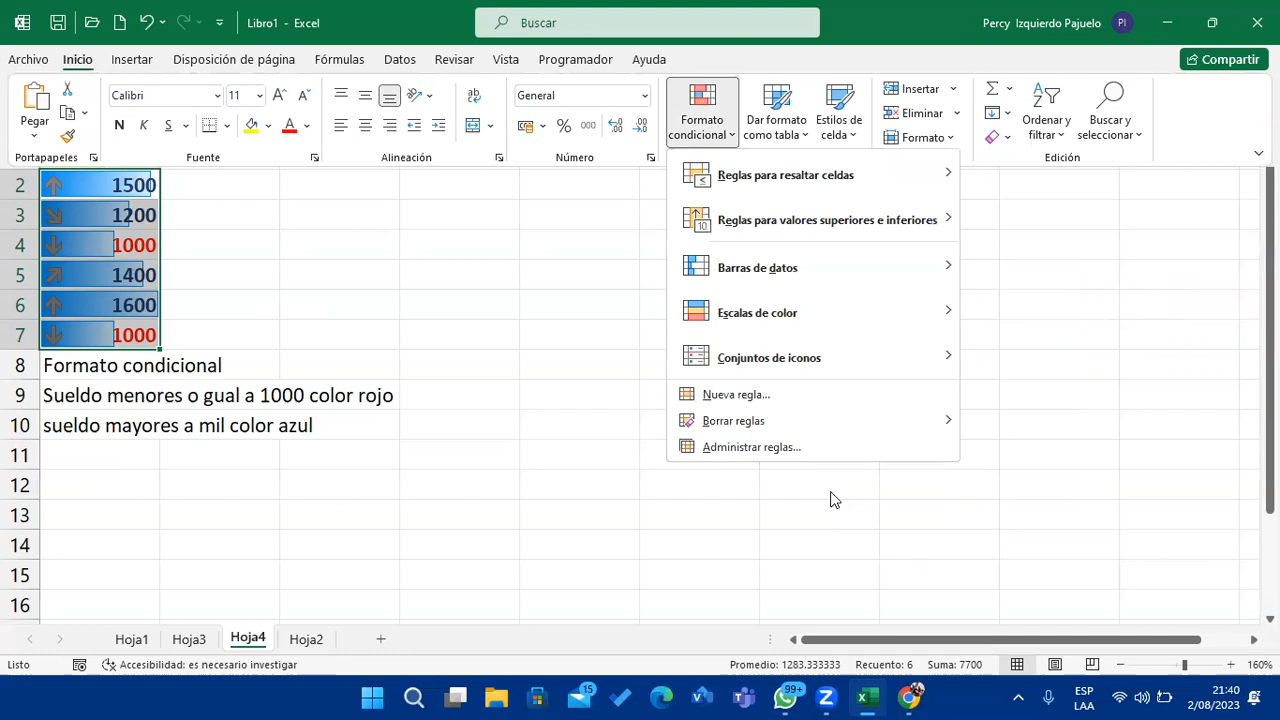 Libro1 - Excel
Buscar
Percy Izquierdo Pajuelo
PI
Archivo
Inicio
Insertar
Disposición de página
Fórmulas
Datos
Revisar
Vista
Programador
Ayuda
Compartir
Pegar
Portapapeles
Calibri
11
N
K
S
Fuente
Alineación
General
%
000
Número
Formato condicional
Dar formato como tabla
Estilos de celda
Insertar
Eliminar
Formato
Ordenar y filtrar
Buscar y seleccionar
Edición
Reglas para resaltar celdas
Reglas para valores superiores e inferiores
Barras de datos
Escalas de color
Conjuntos de iconos
Nueva regla...
Borrar reglas
Administrar reglas...
2 1500
3 1200
4 1000
5 1400
6 1600
7 1000
8 Formato condicional
9 Sueldo menores o gual a 1000 color rojo
10 sueldo mayores a mil color azul
11
12
13
14
15
16
Hoja1
Hoja3
Hoja4
Hoja2
Listo
Accesibilidad: es necesario investigar
Promedio: 1283.333333
Recuento: 6
Suma: 7700
160%
15
99+
ESP
LAA
21:40
2/08/2023